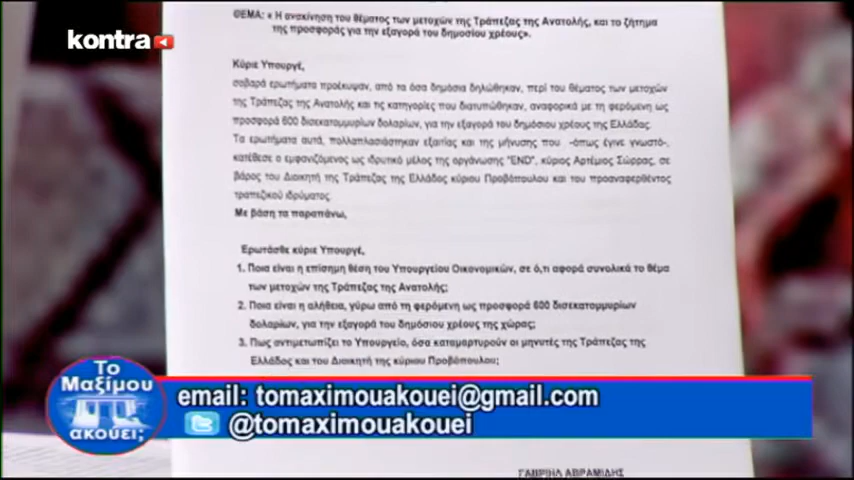 ΘΕΜΑ: « Η ανακίνηση του θέματος των μετοχών της Τράπεζας της Ανατολής, και το ζήτημα
της προσφοράς για την εξαγορά του δημοσίου χρέους».
kontra
Κύριε Υπουργέ,
σοβαρά ερωτήματα προέκυψαν, από τα όσα δημόσια δηλώθηκαν, περί του θέματος των μετοχών
της Τράπεζας της Ανατολής και τις κατηγορίες που διατυπώθηκαν, αναφορικά με τη φερόμενη ως
προσφορά 600 δισεκατομμυρίων δολαρίων, για την εξαγορά του δημόσιου χρέους της Ελλάδας.
Τα ερωτήματα αυτά, πολλαπλασιάστηκαν εξαιτίας και της μήνυσης που -όπως έγινε γνωστό-,
κατέθεσε ο εμφανιζόμενος ως ιδρυτικό μέλος της οργάνωσης "END", κύριος Αρτέμιος Σώρρας, σε
βάρος του Διοικητή της Τράπεζας της Ελλάδος κύριου Προβόπουλου και του προαναφερθέντος
τραπεζικού ιδρύματος.
Με βάση τα παραπάνω,
Ερωτάσθε κύριε Υπουργέ,
1. Ποια είναι η επίσημη θέση του Υπουργείου Οικονομικών, σε ό,τι αφορά συνολικά το θέμα
των μετοχών της Τράπεζας της Ανατολής;
2. Ποια είναι η αλήθεια, γύρω από τη φερόμενη ως προσφορά 600 δισεκατομμυρίων
δολαρίων, για την εξαγορά του δημόσιου χρέους της χώρας;
3. Πως αντιμετωπίζει το Υπουργείο, όσα καταμαρτυρούν οι μηνυτές της Τράπεζας της
Ελλάδος και του Διοικητή της κύριου Προβόπουλου;
Το
Μαξίμου
ακούει;
email: tomaximouakouei@gmail.com
@tomaximouakouei
ΓΑΒΡΙΗΛ ΑΒΡΑΜΙΔΗΣ